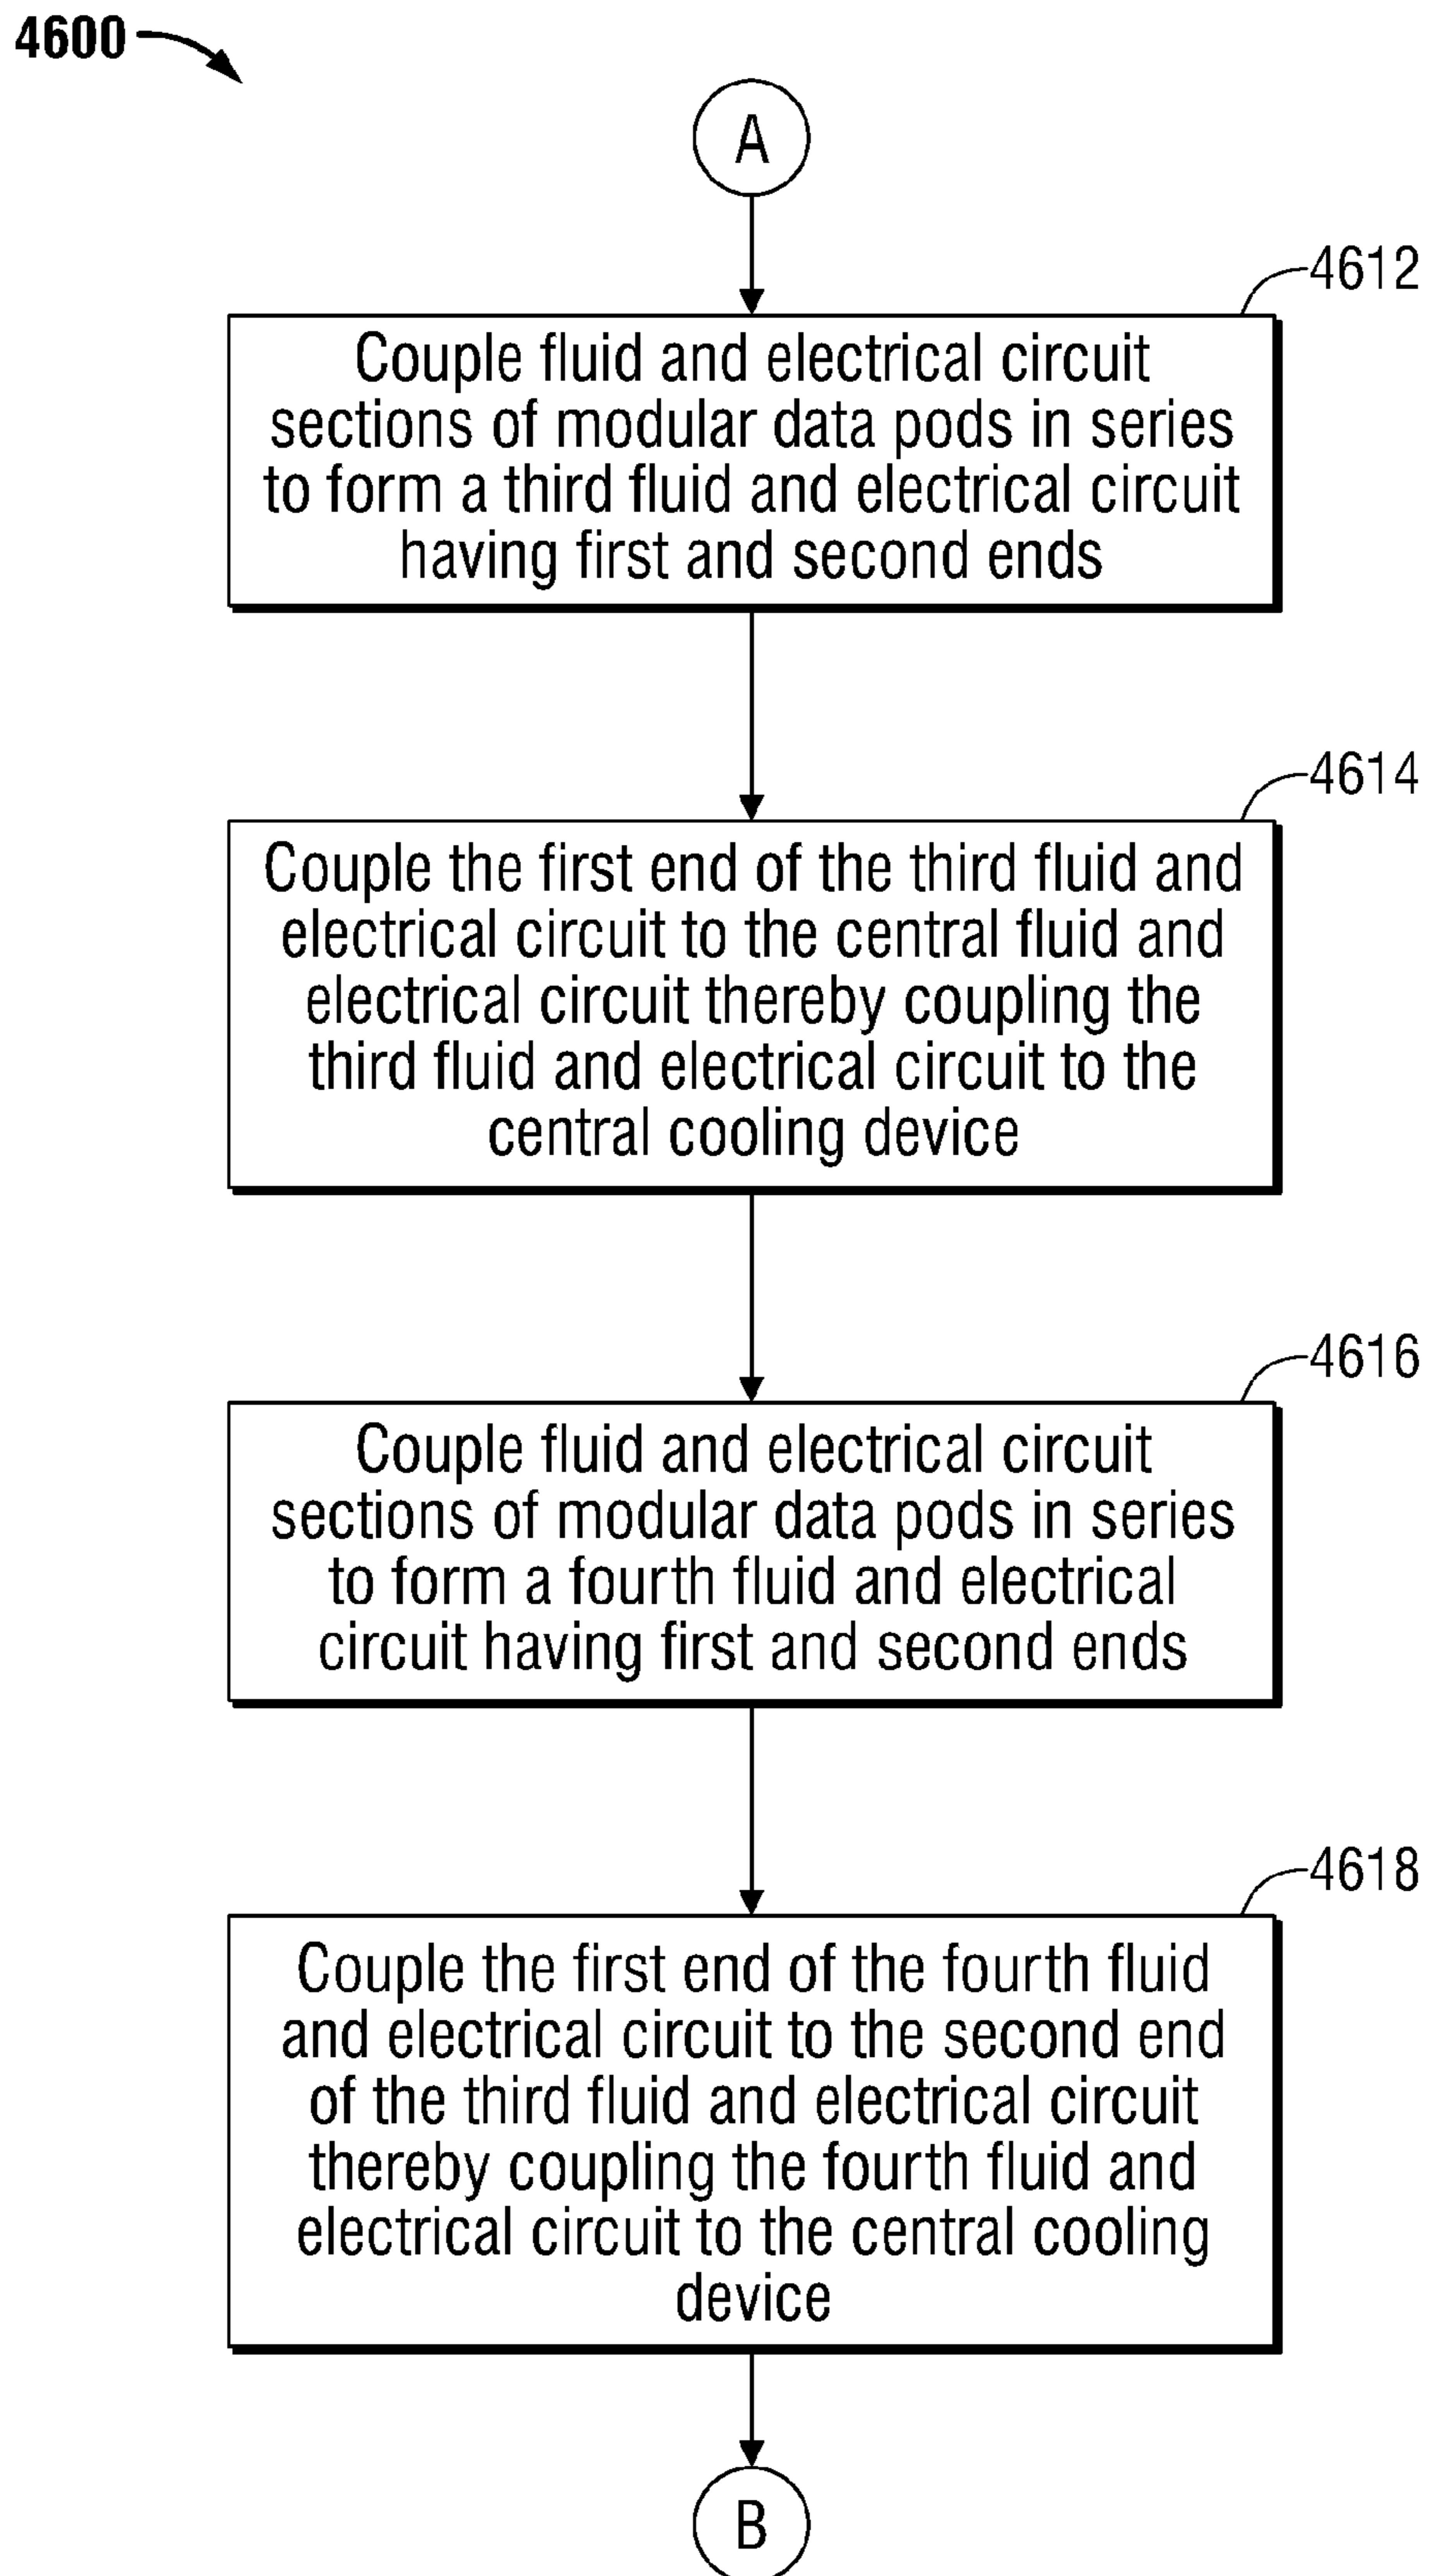 4600
A
4612
Couple fluid and electrical circuit
sections of modular data pods in series
to form a third fluid and electrical circuit
having first and second ends
4614
Couple the first end of the third fluid and
electrical circuit to the central fluid and
electrical circuit thereby coupling the
third fluid and electrical circuit to the
central cooling device
4616
Couple fluid and electrical circuit
sections of modular data pods in series
to form a fourth fluid and electrical
circuit having first and second ends
4618
Couple the first end of the fourth fluid
and electrical circuit to the second end
of the third fluid and electrical circuit
thereby coupling the fourth fluid and
electrical circuit to the central cooling
device
B